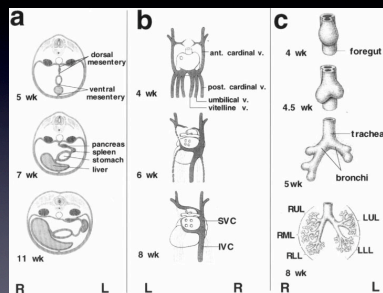 a
dorsal
mesentery
ventral
mesentery
5 wk
pancreas
spleen
stomach
liver
7 wk
11 wk
R L
b
ant. cardinal v.
4 wk
post. cardinal v.
umbilical v.
vitelline v.
6 wk
SVC
IVC
8 wk
L R
c
4 wk
foregut
4.5 wk
trachea
5 wk
bronchi
RUL
LUL
RML
RLL
LLL
8 wk
R L